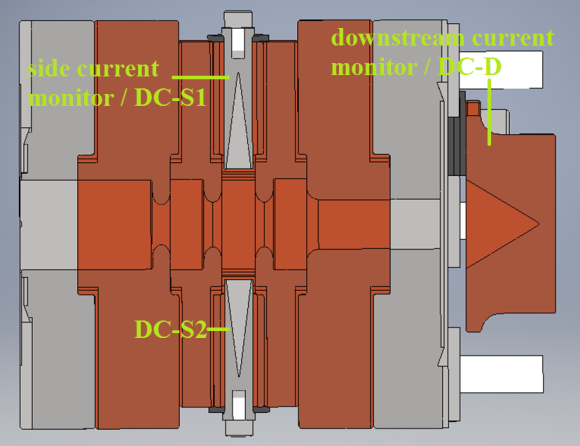 side current
monitor / DC-S1
downstream current
monitor / DC-D
DC-S2